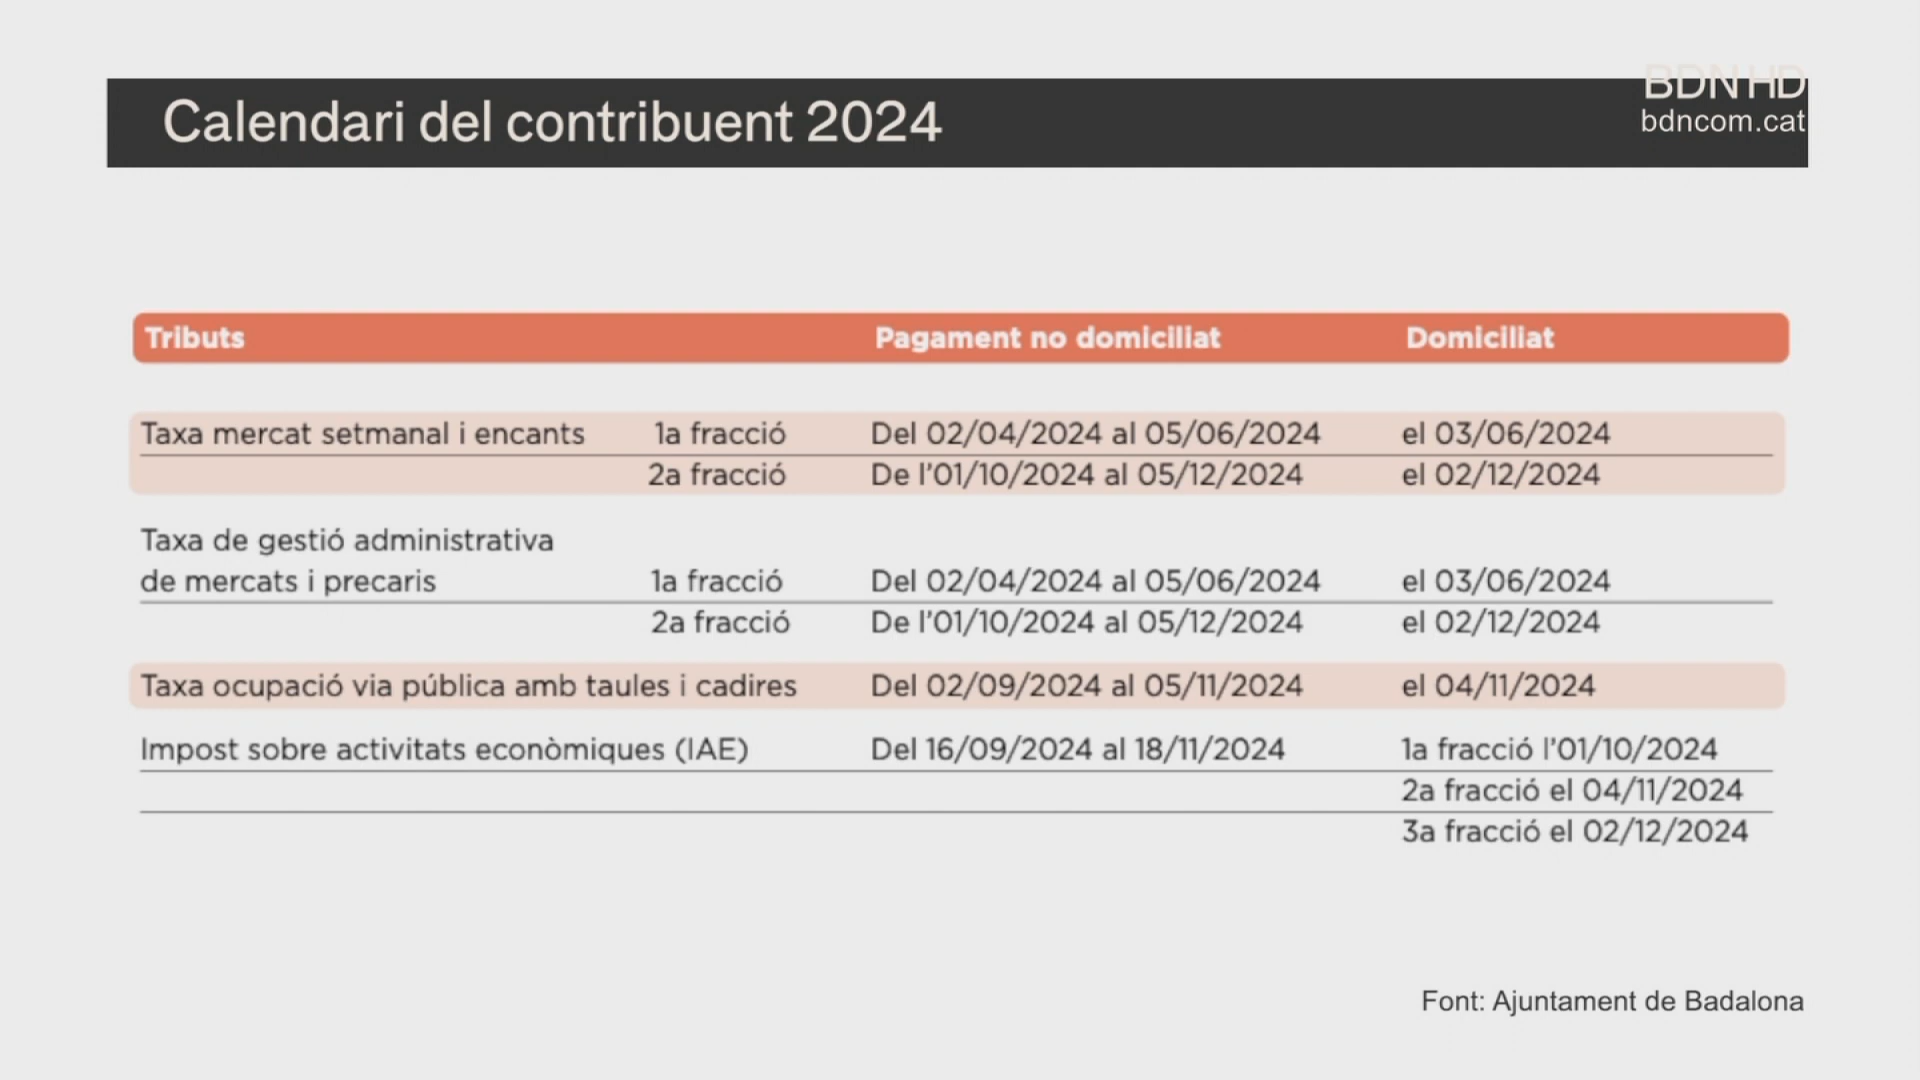 BDN HD
Calendari del contribuent 2024
bdncom.cat
Tributs Pagament no domiciliat Domiciliat
Taxa mercat setmanal i encants 1a fracció Del 02/04/2024 al 05/06/2024 el 03/06/2024
2a fracció De l'01/10/2024 al 05/12/2024 el 02/12/2024
Taxa de gestió administrativa
de mercats i precaris 1a fracció Del 02/04/2024 al 05/06/2024 el 03/06/2024
2a fracció De l'01/10/2024 al 05/12/2024 el 02/12/2024
Taxa ocupació via pública amb taules i cadires Del 02/09/2024 al 05/11/2024 el 04/11/2024
Impost sobre activitats econòmiques (IAE) Del 16/09/2024 al 18/11/2024 1a fracció l'01/10/2024
2a fracció el 04/11/2024
3a fracció el 02/12/2024
Font: Ajuntament de Badalona